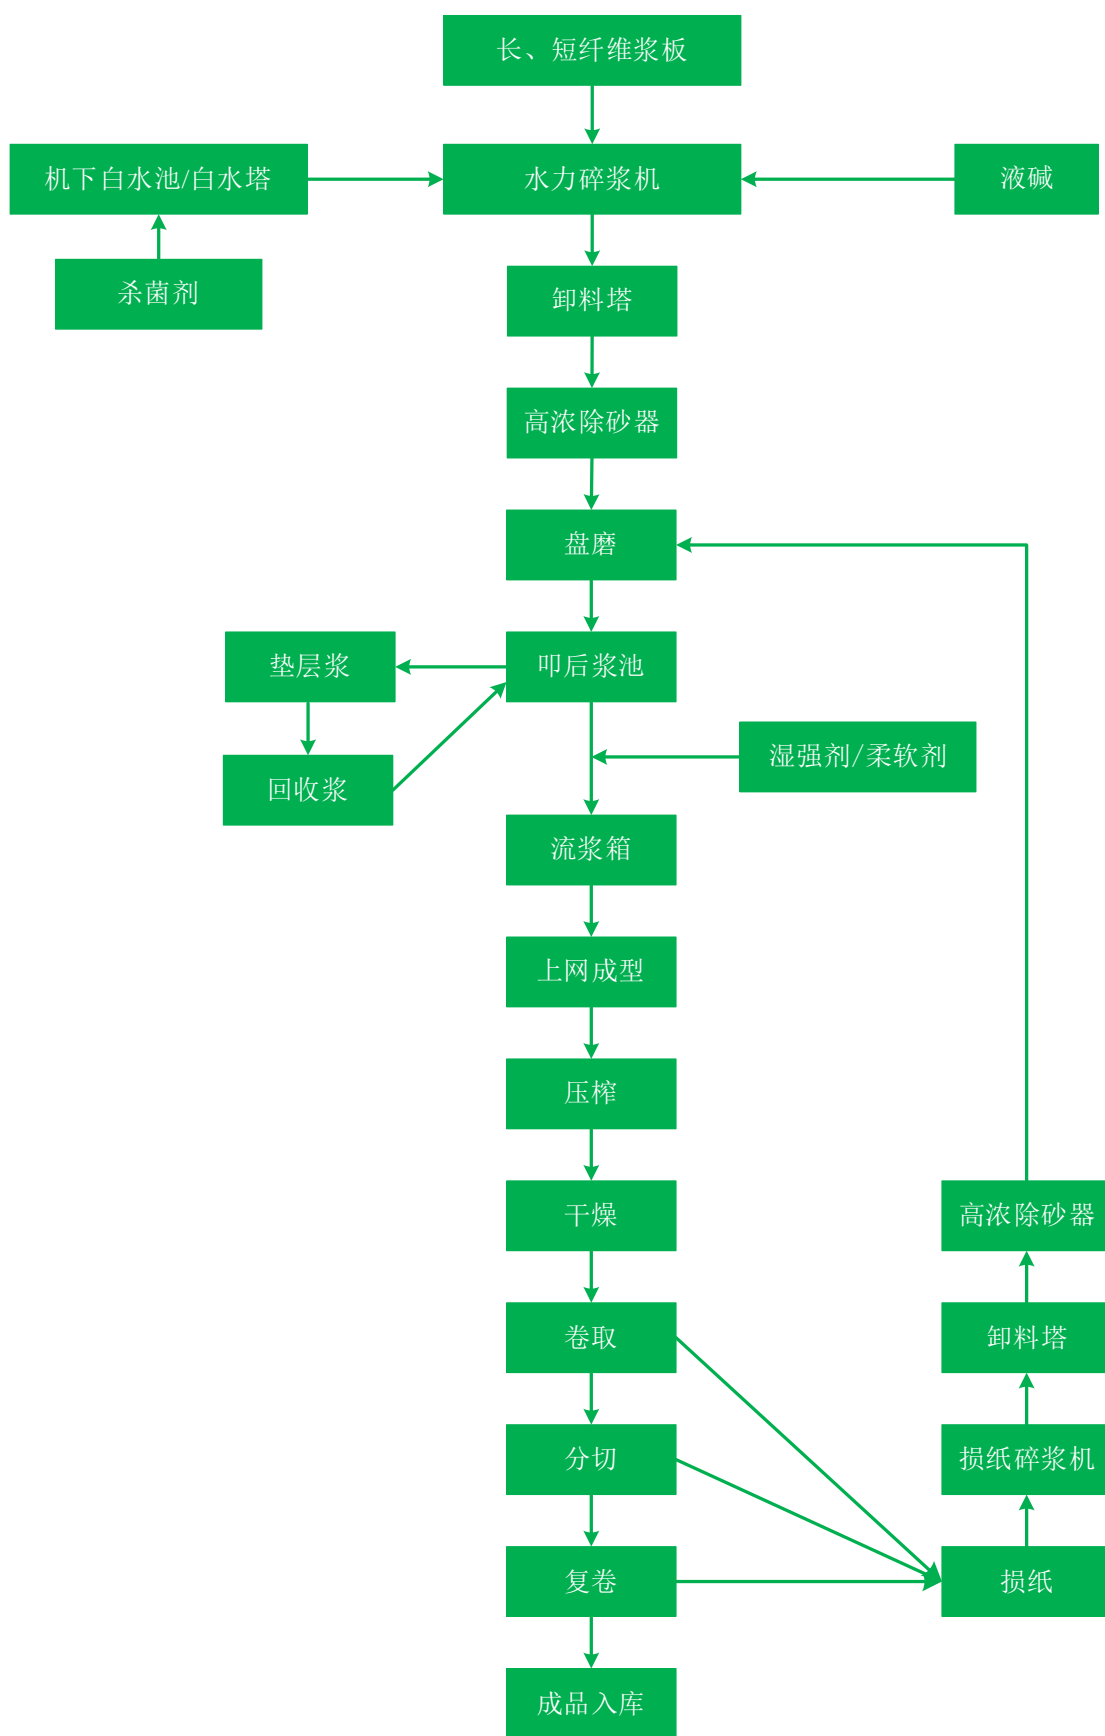 长、短纤维浆板
机下白水池/白水塔
水力碎浆机
液碱
杀菌剂
卸料塔
高浓除砂器
盘磨
垫层浆
叩后浆池
湿强剂/柔软剂
回收浆
流浆箱
上网成型
压榨
干燥
高浓除砂器
卷取
卸料塔
分切
损纸碎浆机
复卷
损纸
成品入库